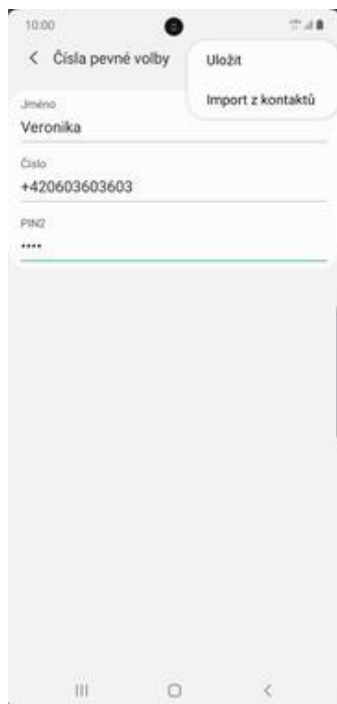 10:00
Čísla pevné volby
Uložit
Import z kontaktů
Jméno
Veronika
Číslo
+420603603603
PIN2
••••